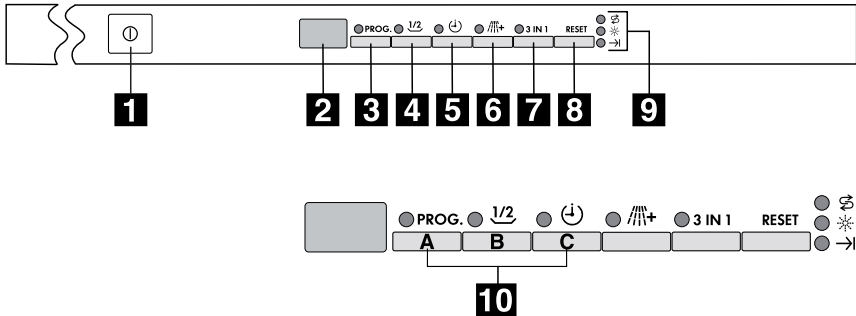 PROG. 1/2 + 3 IN 1 RESET
1 2 3 4 5 6 7 8 9
PROG. 1/2 + 3 IN 1 RESET
A B C
10